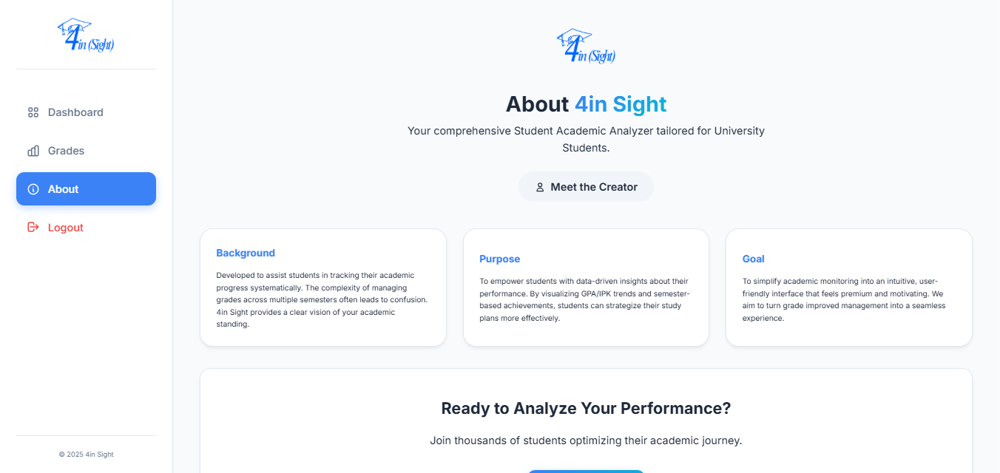 4in (Sight)
Dashboard
Grades
About
Logout
© 2025 4in Sight
4in (Sight)
About 4in Sight
Your comprehensive Student Academic Analyzer tailored for University
Students.
Meet the Creator
Background
Developed to assist students in tracking their academic
progress systematically. The complexity of managing
grades across multiple semesters often leads to confusion.
4in Sight provides a clear vision of your academic
standing.
Purpose
To empower students with data-driven insights about their
performance. By visualizing GPA/IPK trends and semester-
based achievements, students can strategize their study
plans more effectively.
Goal
To simplify academic monitoring into an intuitive, user-
friendly interface that feels premium and motivating. We
aim to turn grade improved management into a seamless
experience.
Ready to Analyze Your Performance?
Join thousands of students optimizing their academic journey.